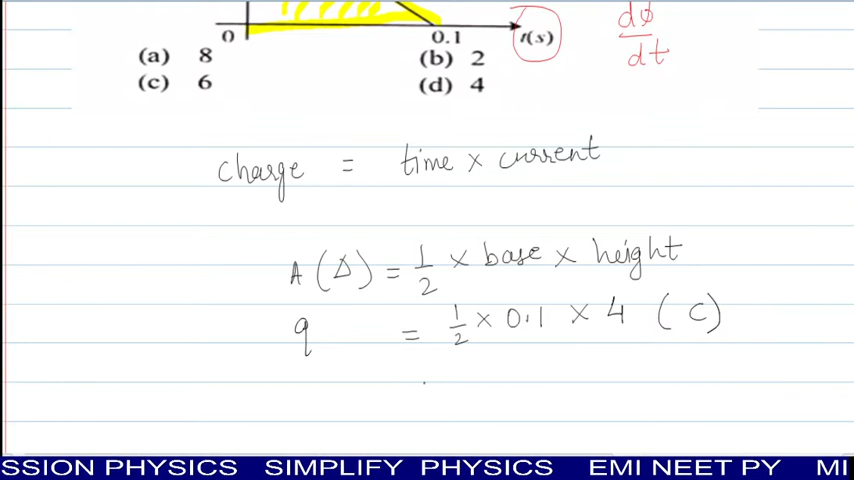 0 0.1 t(s) dϕ/dt
(a) 8 (b) 2
(c) 6 (d) 4
charge = time × current
A (Δ) = 1/2 × base × height
q = 1/2 × 0.1 × 4 (C)
SSION PHYSICS SIMPLIFY PHYSICS EMI NEET PY MI